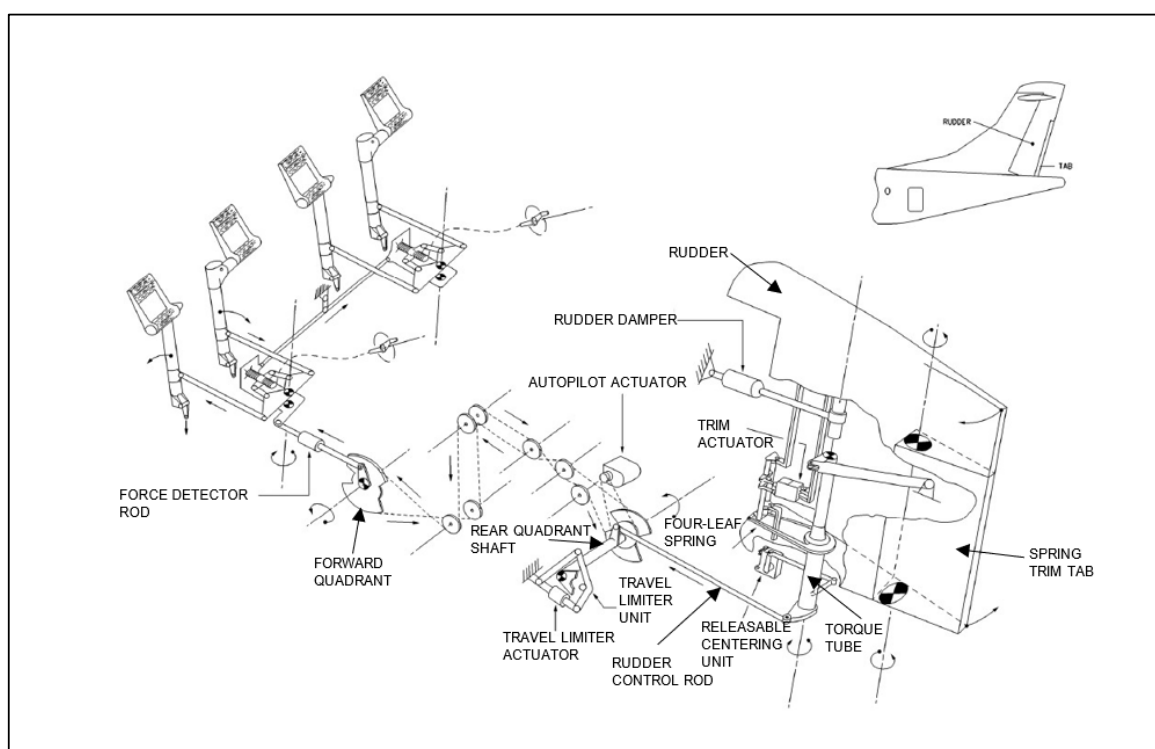 RUDDER
TAB
RUDDER
RUDDER DAMPER
AUTOPILOT ACTUATOR
TRIM
ACTUATOR
FORCE DETECTOR
ROD
FORWARD
QUADRANT
REAR QUADRANT
SHAFT
FOUR-LEAF
SPRING
SPRING
TRIM TAB
TRAVEL
LIMITER
UNIT
TRAVEL LIMITER
ACTUATOR
RUDDER
CONTROL ROD
RELEASABLE
CENTERING
UNIT
TORQUE
TUBE